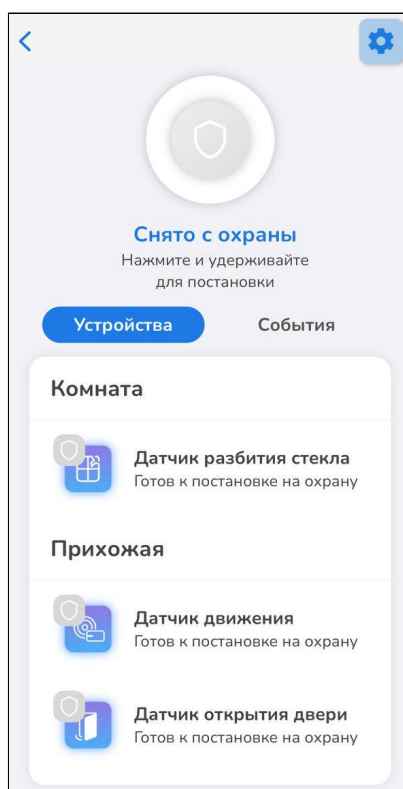 Снято с охраны
Нажмите и удерживайте
для постановки
Устройства
События
Комната
Датчик разбития стекла
Готов к постановке на охрану
Прихожая
Датчик движения
Готов к постановке на охрану
Датчик открытия двери
Готов к постановке на охрану